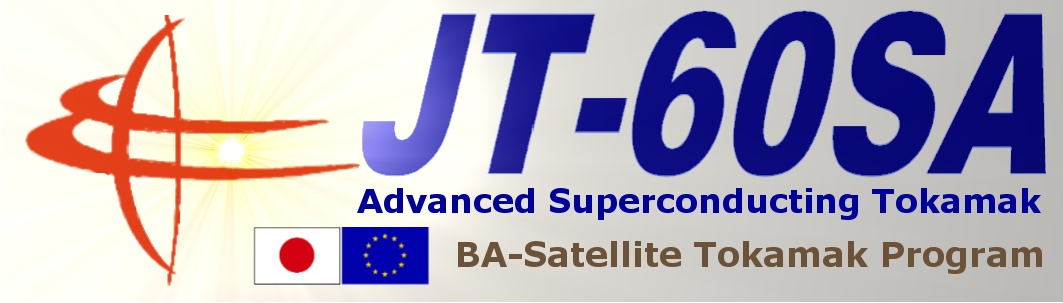 JT-60SA
Advanced Superconducting Tokamak
BA-Satellite Tokamak Program